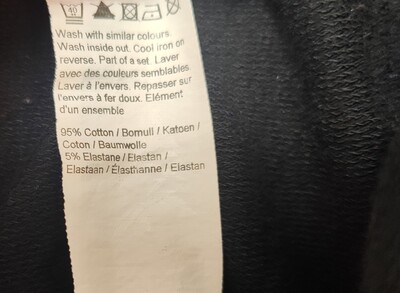 40
Wash with similar colours.
Wash inside out. Cool iron on
reverse. Part of a set. Laver
avec des couleurs semblables
Laver à l'envers. Repasser sur
l'envers à fer doux. Elément
d'un ensemble
95% Cotton / Bomull / Katoen /
Coton / Baumwolle
5% Elastane / Elastan /
Elastaan / Élasthanne / Elastan